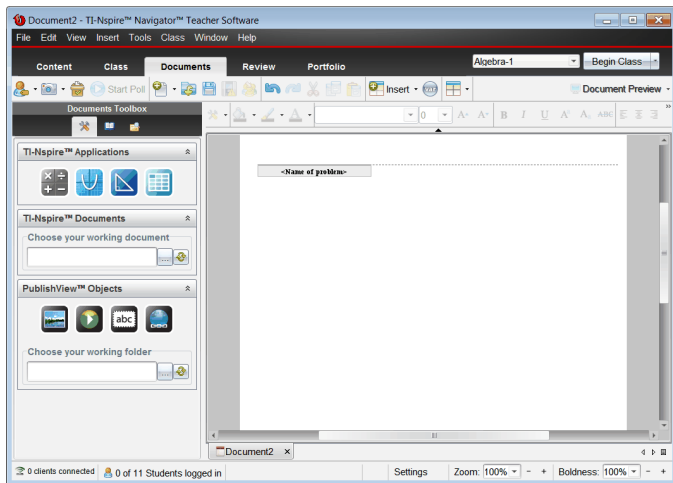 Document2 - TI-Nspire™ Navigator™ Teacher Software
File Edit View Insert Tools Class Window Help
Content Class Documents Review Portfolio Algebra-1 Begin Class
Start Poll Insert Document Preview
Documents Toolbox
0 A+ A- B I U ABC
TI-Nspire™ Applications
<Name of problem>
TI-Nspire™ Documents
Choose your working document
...
PublishView™ Objects
abc
Choose your working folder
...
Document2
0 clients connected 0 of 11 Students logged in Settings Zoom: 100% - + Boldness: 100% - +